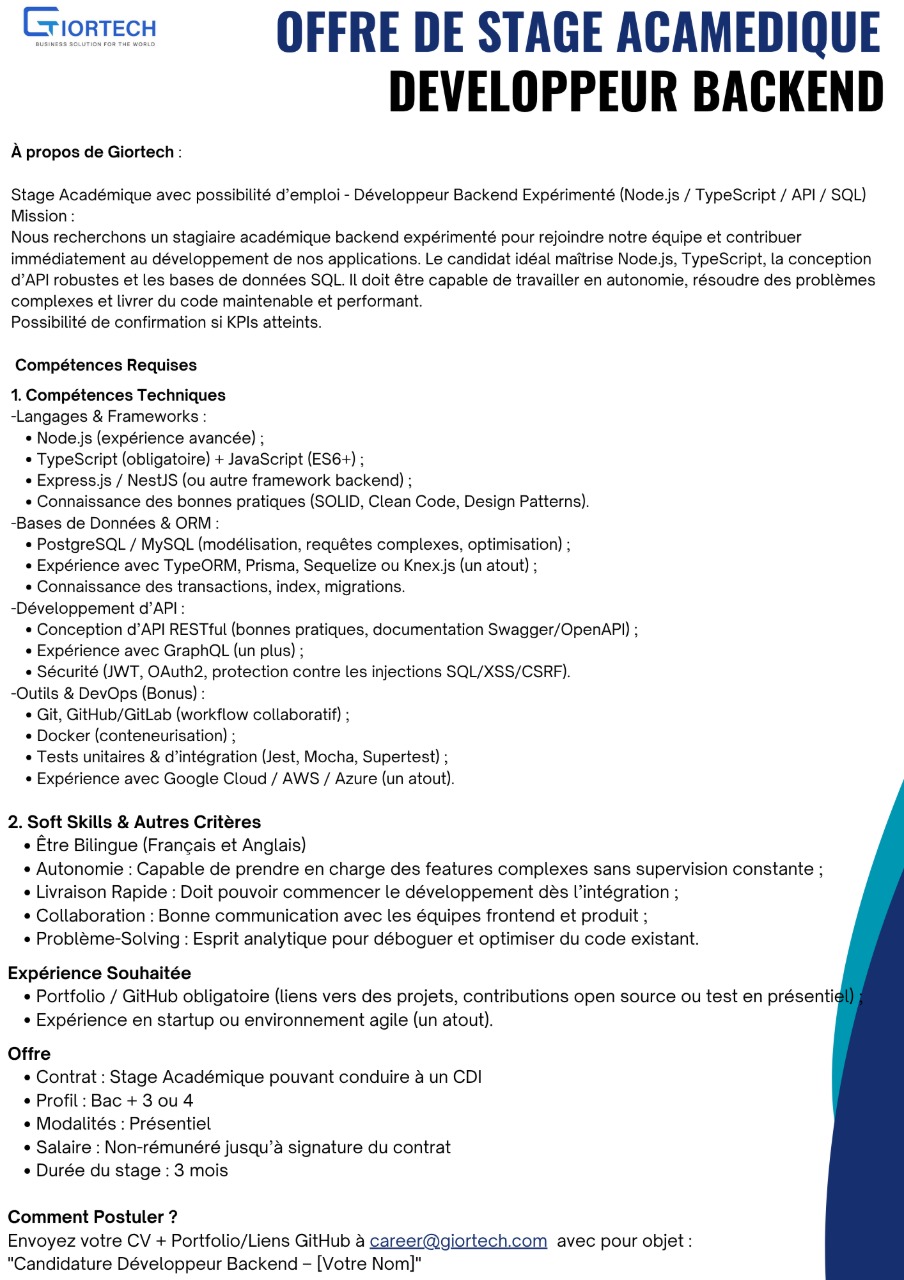 GIORTECH
BUSINESS SOLUTION FOR THE WORLD
OFFRE DE STAGE ACAMEDIQUE
DEVELOPPEUR BACKEND
À propos de Giortech :
Stage Académique avec possibilité d’emploi - Développeur Backend Expérimenté (Node.js / TypeScript / API / SQL)
Mission :
Nous recherchons un stagiaire académique backend expérimenté pour rejoindre notre équipe et contribuer
immédiatement au développement de nos applications. Le candidat idéal maîtrise Node.js, TypeScript, la conception
d’API robustes et les bases de données SQL. Il doit être capable de travailler en autonomie, résoudre des problèmes
complexes et livrer du code maintenable et performant.
Possibilité de confirmation si KPIs atteints.
Compétences Requises
1. Compétences Techniques
-Langages & Frameworks :
• Node.js (expérience avancée) ;
• TypeScript (obligatoire) + JavaScript (ES6+) ;
• Express.js / NestJS (ou autre framework backend) ;
• Connaissance des bonnes pratiques (SOLID, Clean Code, Design Patterns).
-Bases de Données & ORM :
• PostgreSQL / MySQL (modélisation, requêtes complexes, optimisation) ;
• Expérience avec TypeORM, Prisma, Sequelize ou Knex.js (un atout) ;
• Connaissance des transactions, index, migrations.
-Développement d’API :
• Conception d’API RESTful (bonnes pratiques, documentation Swagger/OpenAPI) ;
• Expérience avec GraphQL (un plus) ;
• Sécurité (JWT, OAuth2, protection contre les injections SQL/XSS/CSRF).
-Outils & DevOps (Bonus) :
• Git, GitHub/GitLab (workflow collaboratif) ;
• Docker (conteneurisation) ;
• Tests unitaires & d’intégration (Jest, Mocha, Supertest) ;
• Expérience avec Google Cloud / AWS / Azure (un atout).
2. Soft Skills & Autres Critères
• Être Bilingue (Français et Anglais)
• Autonomie : Capable de prendre en charge des features complexes sans supervision constante ;
• Livraison Rapide : Doit pouvoir commencer le développement dès l’intégration ;
• Collaboration : Bonne communication avec les équipes frontend et produit ;
• Problème-Solving : Esprit analytique pour déboguer et optimiser du code existant.
Expérience Souhaitée
• Portfolio / GitHub obligatoire (liens vers des projets, contributions open source ou test en présentiel) ;
• Expérience en startup ou environnement agile (un atout).
Offre
• Contrat : Stage Académique pouvant conduire à un CDI
• Profil : Bac + 3 ou 4
• Modalités : Présentiel
• Salaire : Non-rémunéré jusqu’à signature du contrat
• Durée du stage : 3 mois
Comment Postuler ?
Envoyez votre CV + Portfolio/Liens GitHub à career@giortech.com avec pour objet :
"Candidature Développeur Backend – [Votre Nom]"